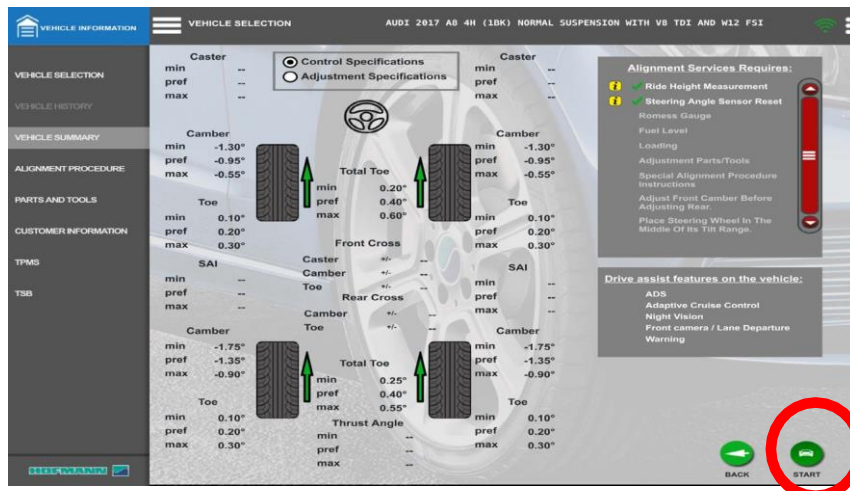 VEHICLE INFORMATION
VEHICLE SELECTION
AUDI 2017 A8 4H (1BK) NORMAL SUSPENSION WITH V8 TDI AND W12 FSI
VEHICLE SELECTION
VEHICLE HISTORY
VEHICLE SUMMARY
ALIGNMENT PROCEDURE
PARTS AND TOOLS
CUSTOMER INFORMATION
TPMS
TSB
HOFMANN
Caster
min --
pref --
max --
Control Specifications
Adjustment Specifications
Caster
min --
pref --
max --
Camber
min -1.30°
pref -0.95°
max -0.55°
Total Toe
min 0.20°
pref 0.40°
max 0.60°
Camber
min -1.30°
pref -0.95°
max -0.55°
Toe
min 0.10°
pref 0.20°
max 0.30°
Toe
min 0.10°
pref 0.20°
max 0.30°
Front Cross
Caster +/- --
Camber +/- --
Toe +/- --
SAI
min --
pref --
max --
SAI
min --
pref --
max --
Rear Cross
Camber +/- --
Toe +/- --
Camber
min -1.75°
pref -1.35°
max -0.90°
Total Toe
min 0.25°
pref 0.40°
max 0.55°
Camber
min -1.75°
pref -1.35°
max -0.90°
Toe
min 0.10°
pref 0.20°
max 0.30°
Thrust Angle
min --
pref --
max --
Toe
min 0.10°
pref 0.20°
max 0.30°
Alignment Services Requires:
Ride Height Measurement
Steering Angle Sensor Reset
Romess Gauge
Fuel Level
Loading
Adjustment Parts/Tools
Special Alignment Procedure
Instructions
Adjust Front Camber Before
Adjusting Rear.
Place Steering Wheel In The
Middle Of Its Tilt Range.
Drive assist features on the vehicle:
ADS
Adaptive Cruise Control
Night Vision
Front camera / Lane Departure
Warning
BACK
START